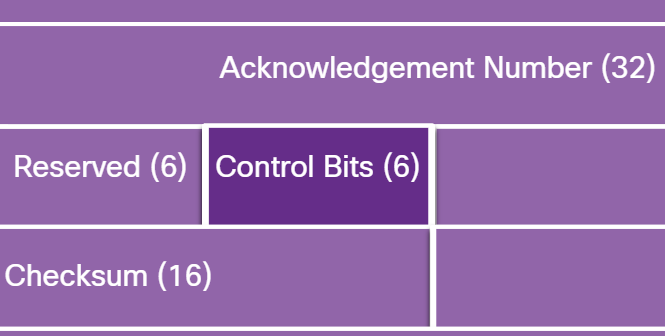 Acknowledgement Number (32)
Reserved (6) Control Bits (6)
Checksum (16)